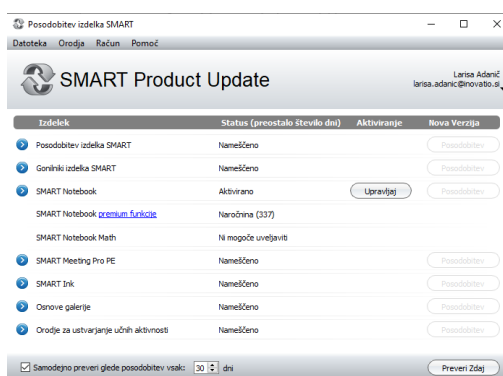 Posodobitev izdelka SMART
Datoteka Orodja Račun Pomoč
SMART Product Update
Larisa Adanič
larisa.adanic@inovatio.si
Izdelek Status (preostalo število dni) Aktiviranje Nova Verzija
Posodobitev izdelka SMART Nameščeno Posodobitev
Gonilniki izdelka SMART Nameščeno Posodobitev
SMART Notebook Aktivirano Upravljaj Posodobitev
SMART Notebook premium funkcije Naročnina (337)
SMART Notebook Math Ni mogoče uveljaviti
SMART Meeting Pro PE Nameščeno Posodobitev
SMART Ink Nameščeno Posodobitev
Osnove galerije Nameščeno Posodobitev
Orodje za ustvarjanje učnih aktivnosti Nameščeno Posodobitev
Samodejno preveri glede posodobitev vsak: 30 dni Preveri Zdaj